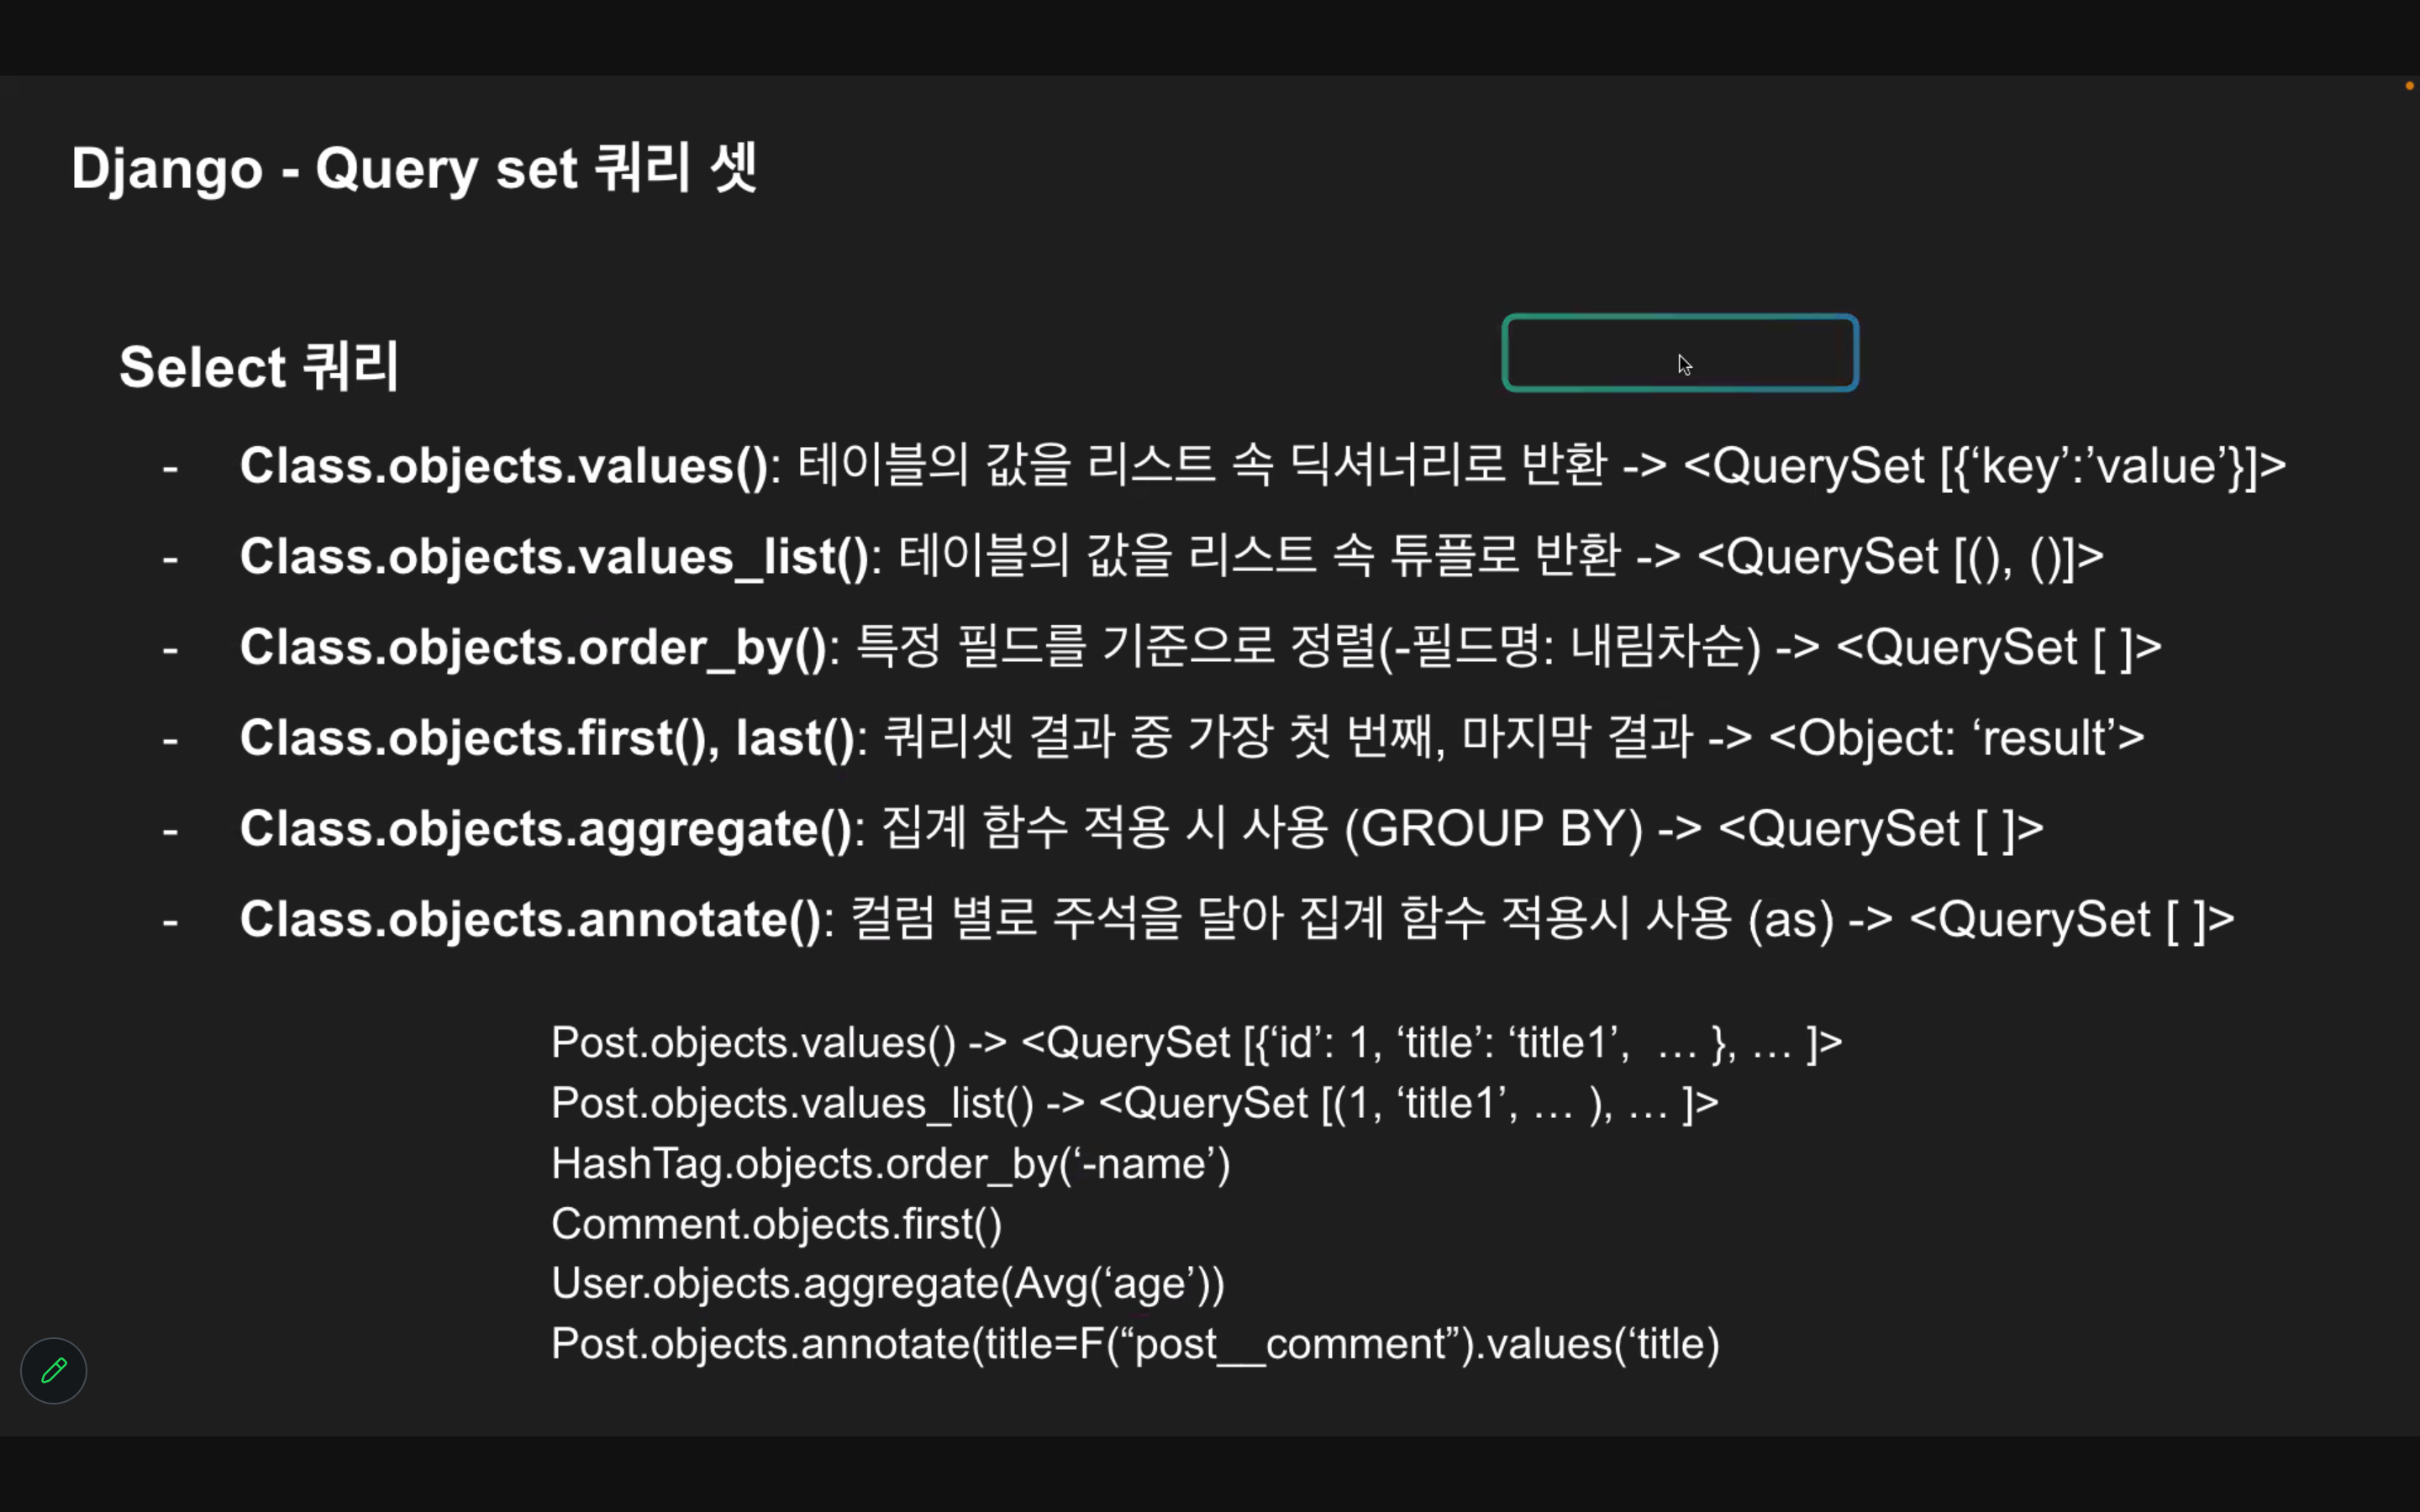 Django - Query set 쿼리 셋
Select 쿼리
- Class.objects.values(): 테이블의 값을 리스트 속 딕셔너리로 반환 -> <QuerySet [{‘key’:’value’}]>
- Class.objects.values_list(): 테이블의 값을 리스트 속 튜플로 반환 -> <QuerySet [(), ()]>
- Class.objects.order_by(): 특정 필드를 기준으로 정렬(-필드명: 내림차순) -> <QuerySet [ ]>
- Class.objects.first(), last(): 쿼리셋 결과 중 가장 첫 번째, 마지막 결과 -> <Object: ‘result’>
- Class.objects.aggregate(): 집계 함수 적용 시 사용 (GROUP BY) -> <QuerySet [ ]>
- Class.objects.annotate(): 컬럼 별로 주석을 달아 집계 함수 적용시 사용 (as) -> <QuerySet [ ]>
Post.objects.values() -> <QuerySet [{‘id’: 1, ‘title’: ‘title1’,  … }, … ]>
Post.objects.values_list() -> <QuerySet [(1, ‘title1’, … ), … ]>
HashTag.objects.order_by(‘-name’)
Comment.objects.first()
User.objects.aggregate(Avg(‘age’))
Post.objects.annotate(title=F(“post__comment”).values(‘title)